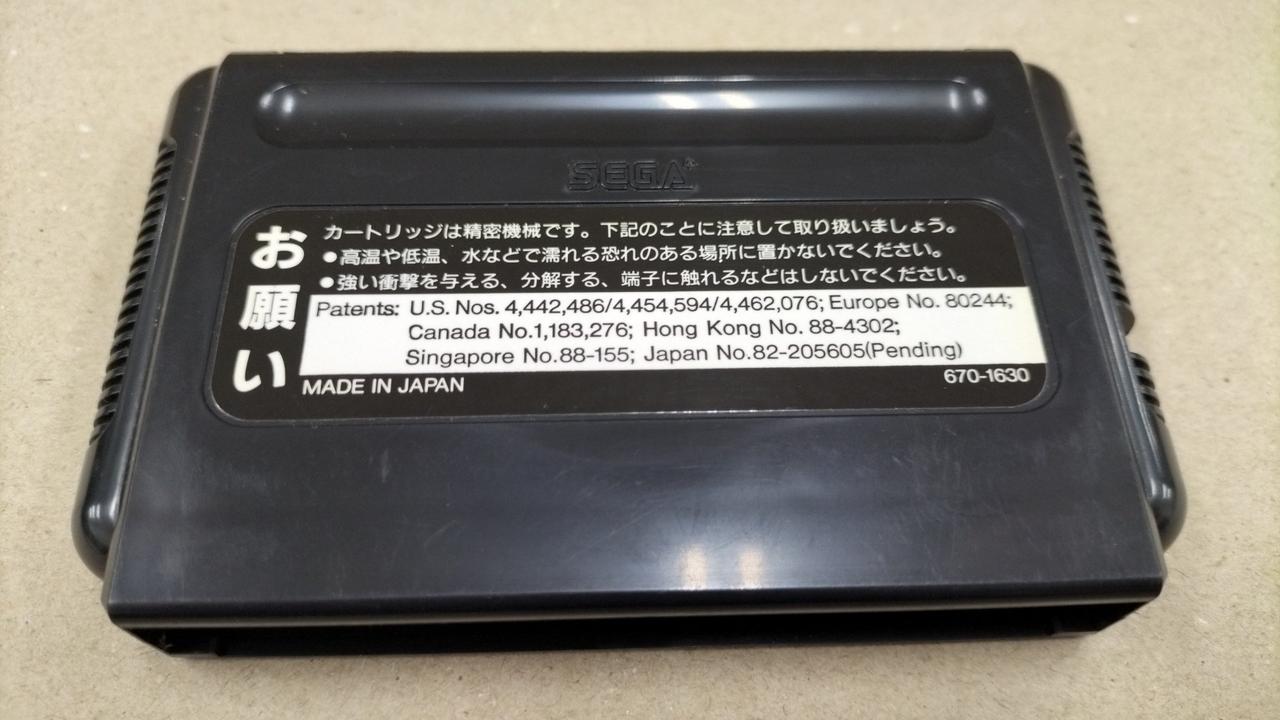 SEGA
お願い
カートリッジは精密機械です。下記のことに注意して取り扱いましょう。
●高温や低温、水などで濡れる恐れのある場所に置かないでください。
●強い衝撃を与える、分解する、端子に触れるなどはしないでください。
Patents: U.S. Nos. 4,442,486/4,454,594/4,462,076; Europe No. 80244;
Canada No.1,183,276; Hong Kong No. 88-4302;
Singapore No.88-155; Japan No.82-205605(Pending)
MADE IN JAPAN
670-1630